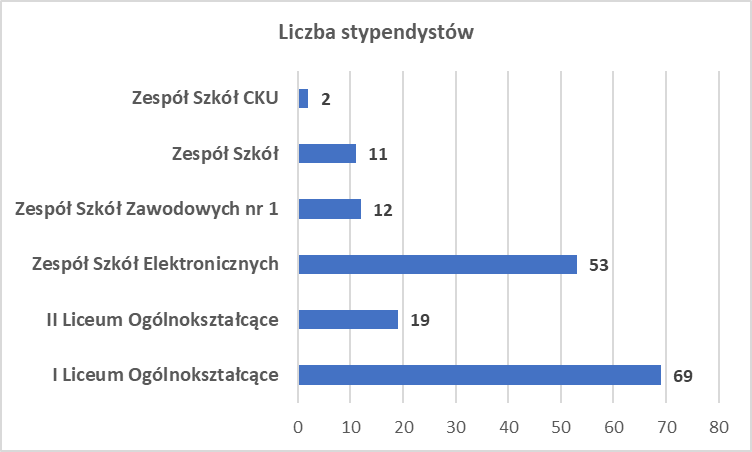 Liczba stypendystów
Zespół Szkół CKU 2
Zespół Szkół 11
Zespół Szkół Zawodowych nr 1 12
Zespół Szkół Elektronicznych 53
II Liceum Ogólnokształcące 19
I Liceum Ogólnokształcące 69
0 10 20 30 40 50 60 70 80